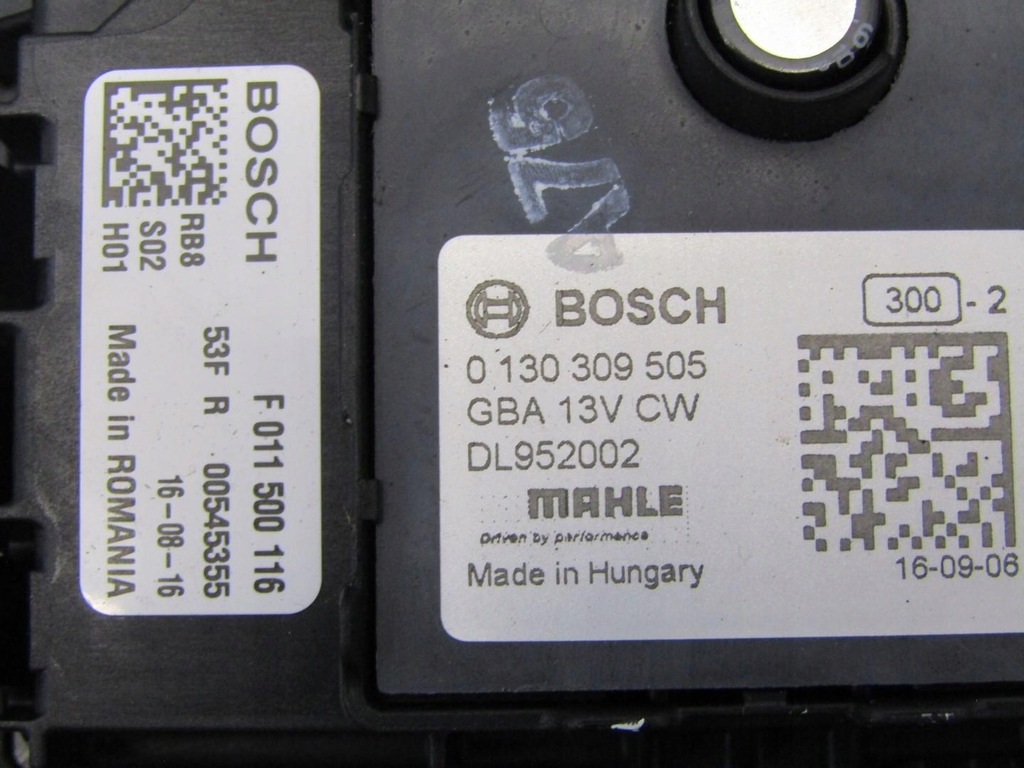 BOSCH
F 011 500 116
RB8
53F R 00545355
S02
16-08-16
H01
Made in ROMANIA
BOSCH
300 - 2
0 130 309 505
GBA 13V CW
DL952002
MAHLE
Driven by performance
Made in Hungary
16-09-06